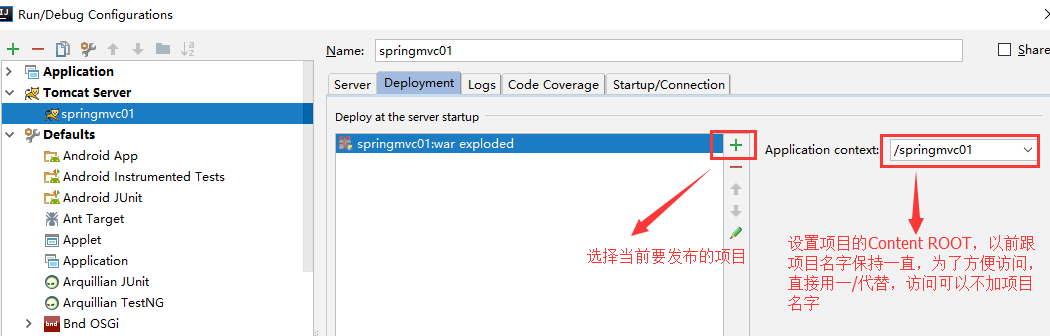 Run/Debug Configurations
Name: springmvc01
Share
Application
Tomcat Server
springmvc01
Defaults
Android App
Android Instrumented Tests
Android JUnit
Ant Target
Applet
Application
Arquillian JUnit
Arquillian TestNG
Bnd OSGi
Server
Deployment
Logs
Code Coverage
Startup/Connection
Deploy at the server startup
springmvc01:war exploded
Application context: /springmvc01
选择当前要发布的项目
设置项目的Content ROOT，以前跟
项目名字保持一直，为了方便访问，
直接用一/代替，访问可以不加项目
名字